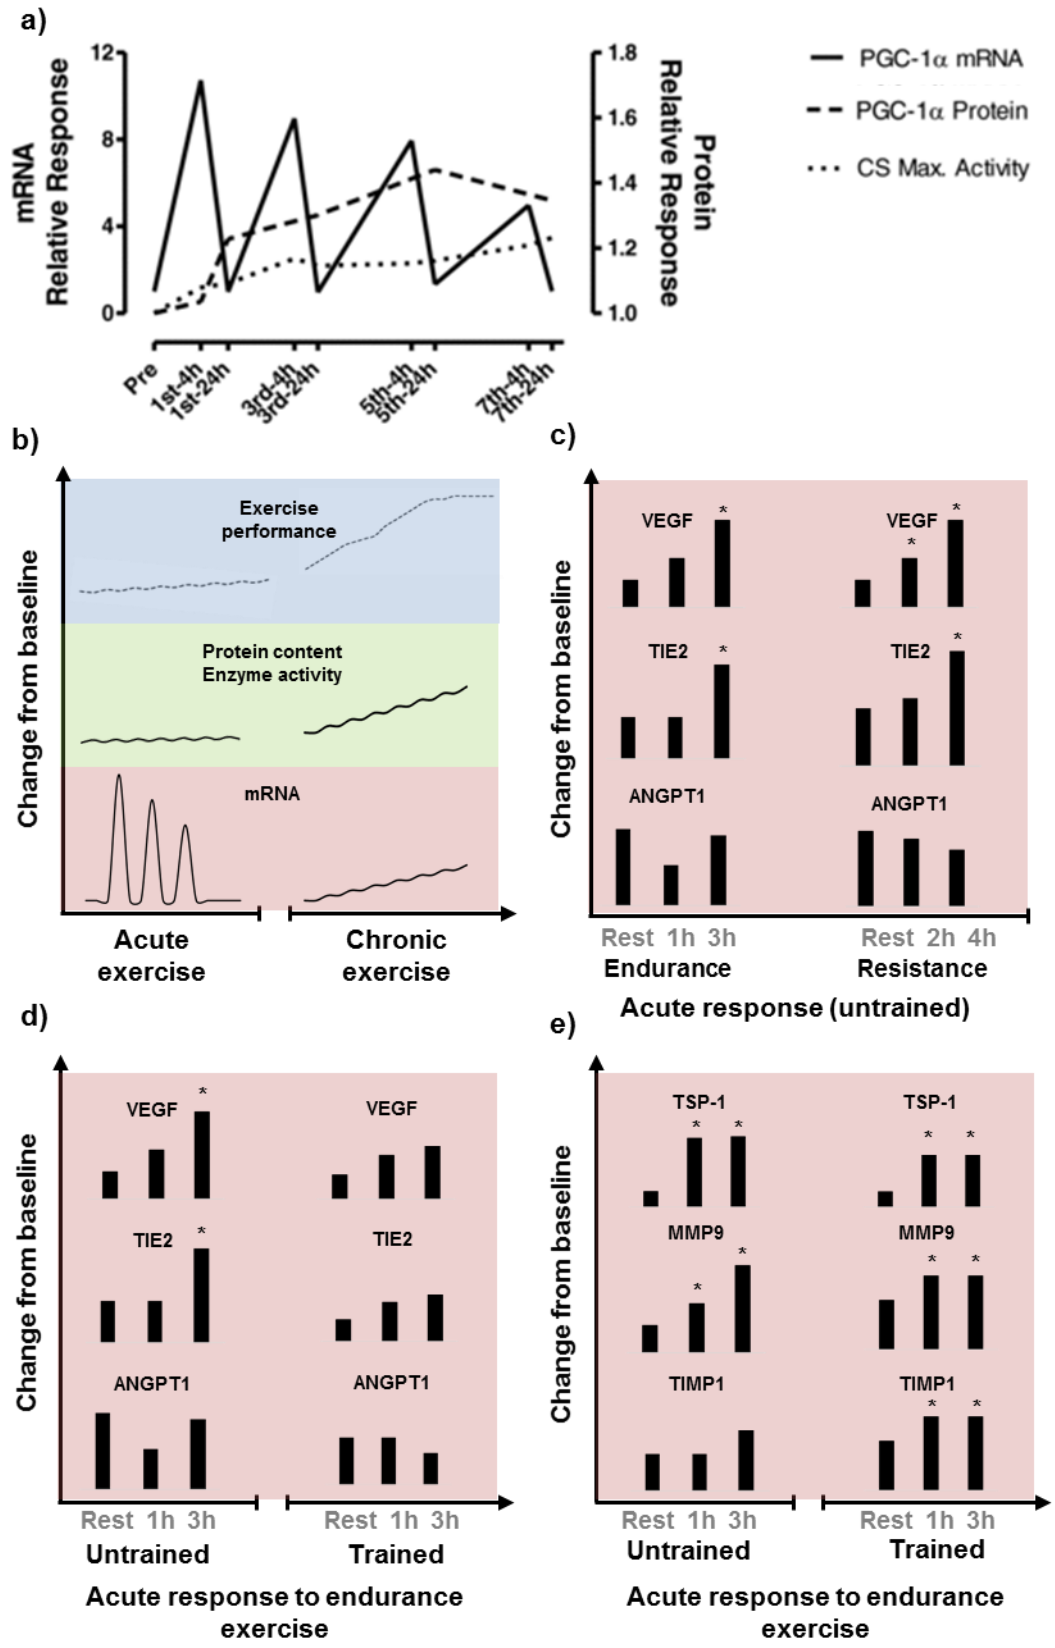 a)
mRNA
Relative Response
12
8
4
0
1.8
1.6
1.4
1.2
1.0
Protein
Relative Response
PGC-1α mRNA
PGC-1α Protein
CS Max. Activity
Pre
1st-4h
1st-24h
3rd-4h
3rd-24h
5th-4h
5th-24h
7th-4h
7th-24h
b)
Change from baseline
Exercise
performance
Protein content
Enzyme activity
mRNA
Acute
exercise
Chronic
exercise
c)
Change from baseline
VEGF
*
VEGF
*
*
TIE2
*
TIE2
*
ANGPT1
ANGPT1
Rest 1h 3h
Endurance
Rest 2h 4h
Resistance
Acute response (untrained)
d)
Change from baseline
VEGF
*
VEGF
TIE2
*
TIE2
ANGPT1
ANGPT1
Rest 1h 3h
Untrained
Rest 1h 3h
Trained
Acute response to endurance
exercise
e)
Change from baseline
TSP-1
* *
TSP-1
* *
MMP9
* *
MMP9
* *
TIMP1
TIMP1
* *
Rest 1h 3h
Untrained
Rest 1h 3h
Trained
Acute response to endurance
exercise